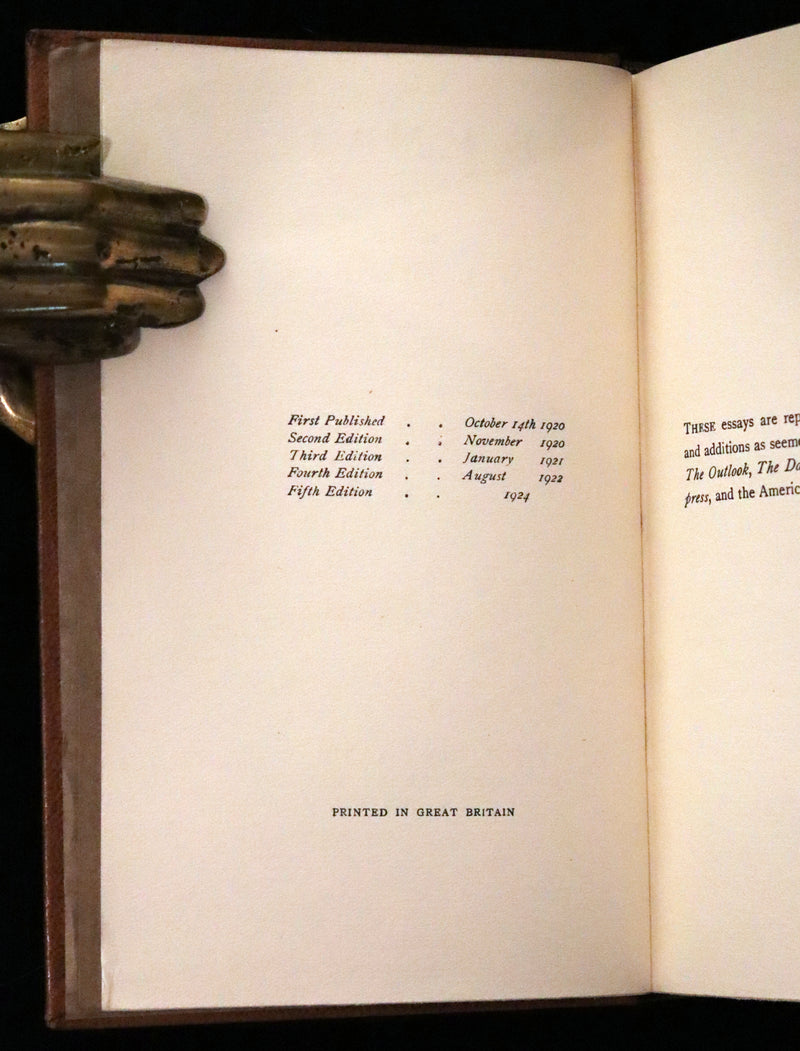 First Published . . October 14th 1920
Second Edition . . November 1920
Third Edition . . January 1921
Fourth Edition . . August 1922
Fifth Edition . . 1924
PRINTED IN GREAT BRITAIN
THESE essays are rep
and additions as seeme
The Outlook, The Da
press, and the Americ